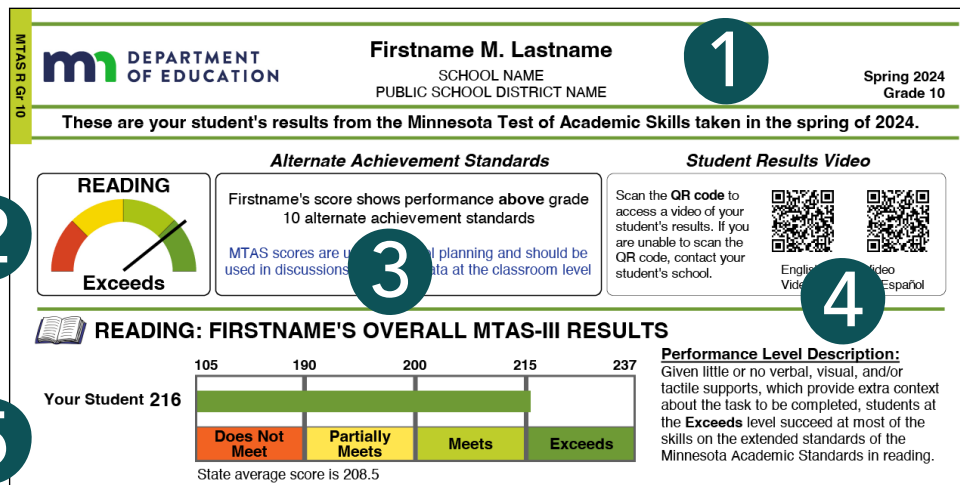 MTAS R Gr 10
DEPARTMENT
OF EDUCATION
Firstname M. Lastname
SCHOOL NAME
PUBLIC SCHOOL DISTRICT NAME
1
Spring 2024
Grade 10
These are your student's results from the Minnesota Test of Academic Skills taken in the spring of 2024.
2
READING
Exceeds
Alternate Achievement Standards
Firstname's score shows performance above grade
10 alternate achievement standards
MTAS scores are planning and should be
used in discussions at the classroom level
3
Student Results Video
Scan the QR code to
access a video of your
student's results. If you
are unable to scan the
QR code, contact your
student's school.
Español
4
READING: FIRSTNAME'S OVERALL MTAS-III RESULTS
105 190 200 215 237
Your Student 216
Does Not
Meet
Partially
Meets
Meets
Exceeds
State average score is 208.5
5
Performance Level Description:
Given little or no verbal, visual, and/or
tactile supports, which provide extra context
about the task to be completed, students at
the Exceeds level succeed at most of the
skills on the extended standards of the
Minnesota Academic Standards in reading.